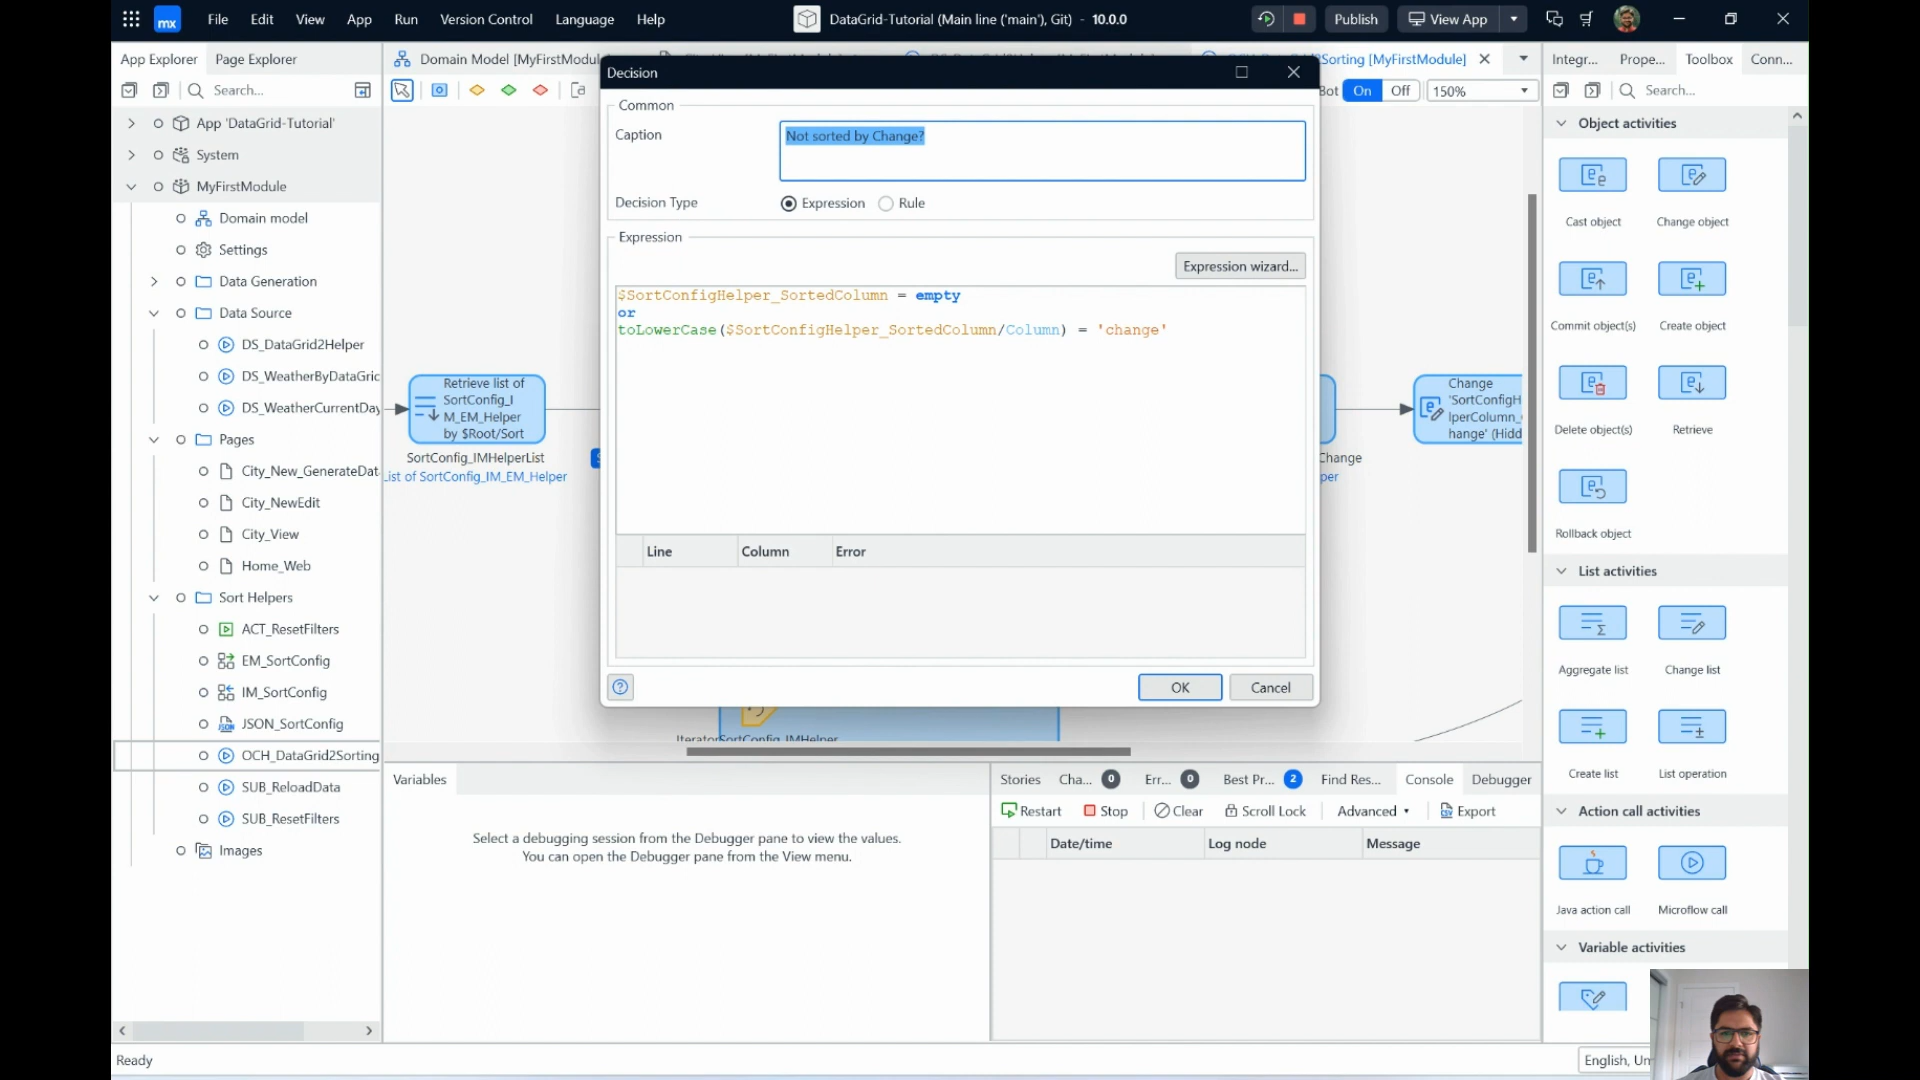 mx
File Edit View App Run Version Control Language Help
DataGrid-Tutorial (Main line ('main'), Git) - 10.0.0
Publish
View App
App Explorer
Page Explorer
Domain Model [MyFirstModul
Sorting [MyFirstModule]
Integr...
Prope...
Toolbox
Conn...
Search...
Bot On Off
150%
Search...
App 'DataGrid-Tutorial'
System
MyFirstModule
Domain model
Settings
Data Generation
Data Source
DS_DataGrid2Helper
DS_WeatherByDataGric
DS_WeatherCurrentDay
Pages
City_New_GenerateDat
City_NewEdit
City_View
Home_Web
Sort Helpers
ACT_ResetFilters
EM_SortConfig
IM_SortConfig
JSON_SortConfig
OCH_DataGrid2Sorting
SUB_ReloadData
SUB_ResetFilters
Images
Retrieve list of
SortConfig_I
M_EM_Helper
by $Root/Sort
SortConfig_IMHelperList
List of SortConfig_IM_EM_Helper
Decision
Common
Caption
Not sorted by Change?
Decision Type
Expression
Rule
Expression
Expression wizard...
$SortConfigHelper_SortedColumn = empty
or
toLowerCase($SortConfigHelper_SortedColumn/Column) = 'change'
Line
Column
Error
OK
Cancel
Change
'SortConfigH
lperColumn_
hange' (Hidd
Change
per
IteratorSortConfig_IMHelper
Object activities
Cast object
Change object
Commit object(s)
Create object
Delete object(s)
Retrieve
Rollback object
List activities
Aggregate list
Change list
Create list
List operation
Action call activities
Java action call
Microflow call
Variable activities
Variables
Select a debugging session from the Debugger pane to view the values.
You can open the Debugger pane from the View menu.
Stories
Cha... 0
Err... 0
Best Pr... 2
Find Res...
Console
Debugger
Restart
Stop
Clear
Scroll Lock
Advanced
Export
Date/time
Log node
Message
Ready
English, Un